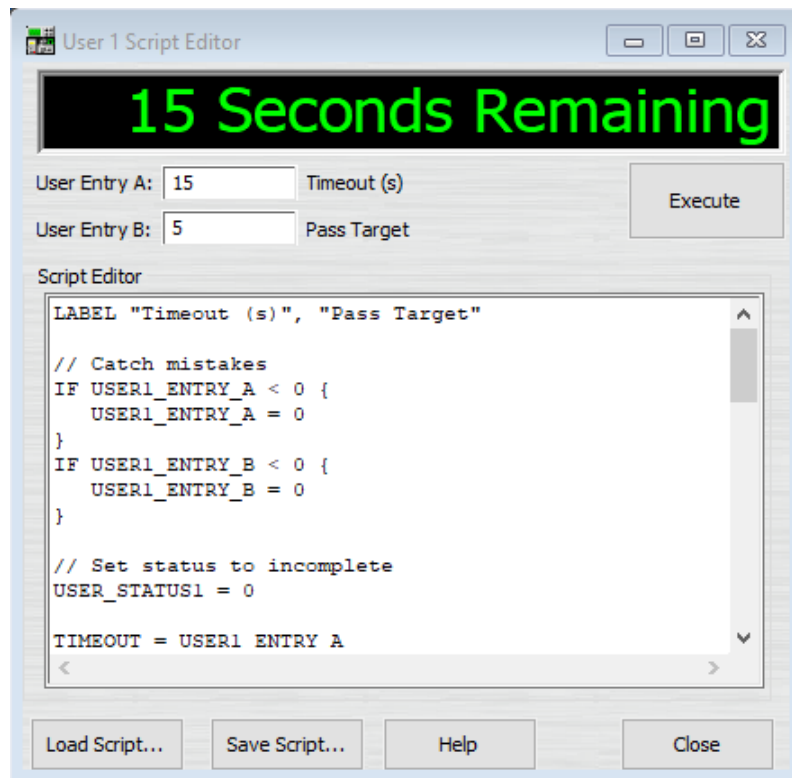 User 1 Script Editor
15 Seconds Remaining
User Entry A: 15 Timeout (s)
Execute
User Entry B: 5 Pass Target
Script Editor
LABEL "Timeout (s)", "Pass Target"
// Catch mistakes
IF USER1_ENTRY_A < 0 {
USER1_ENTRY_A = 0
}
IF USER1_ENTRY_B < 0 {
USER1_ENTRY_B = 0
}
// Set status to incomplete
USER_STATUS1 = 0
TIMEOUT = USER1_ENTRY_A
Load Script... Save Script... Help Close